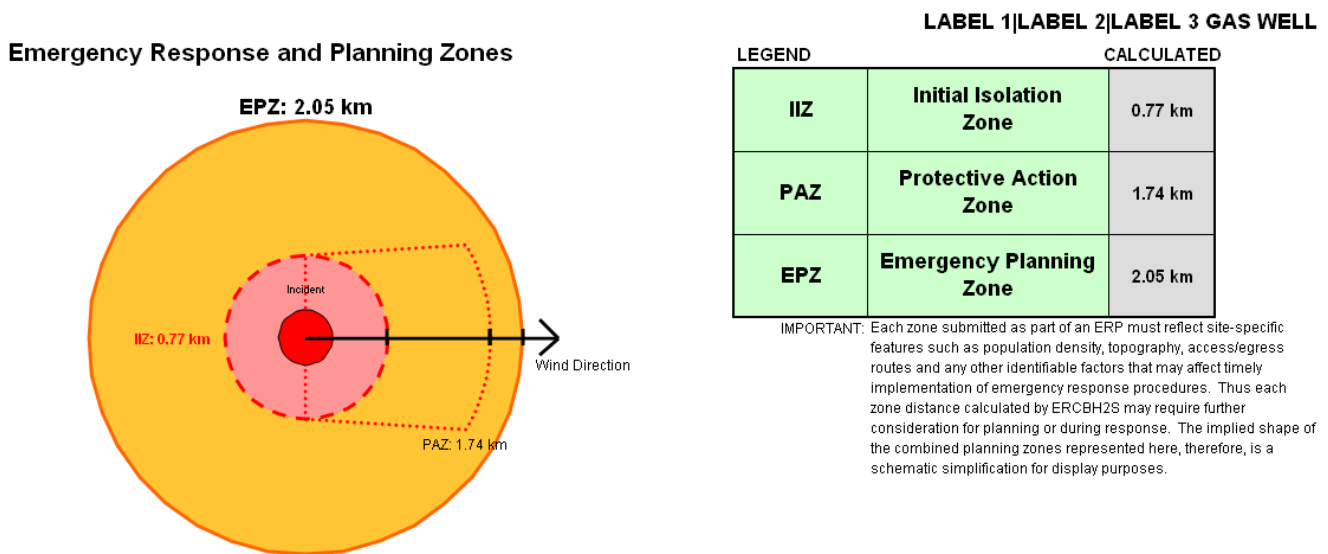 LABEL 1|LABEL 2|LABEL 3 GAS WELL
Emergency Response and Planning Zones
EPZ: 2.05 km
Incident
IIZ: 0.77 km
Wind Direction
PAZ: 1.74 km
LEGEND CALCULATED
IIZ Initial Isolation Zone 0.77 km
PAZ Protective Action Zone 1.74 km
EPZ Emergency Planning Zone 2.05 km
IMPORTANT: Each zone submitted as part of an ERP must reflect site-specific
features such as population density, topography, access/egress
routes and any other identifiable factors that may affect timely
implementation of emergency response procedures. Thus each
zone distance calculated by ERCBH2S may require further
consideration for planning or during response. The implied shape of
the combined planning zones represented here, therefore, is a
schematic simplification for display purposes.